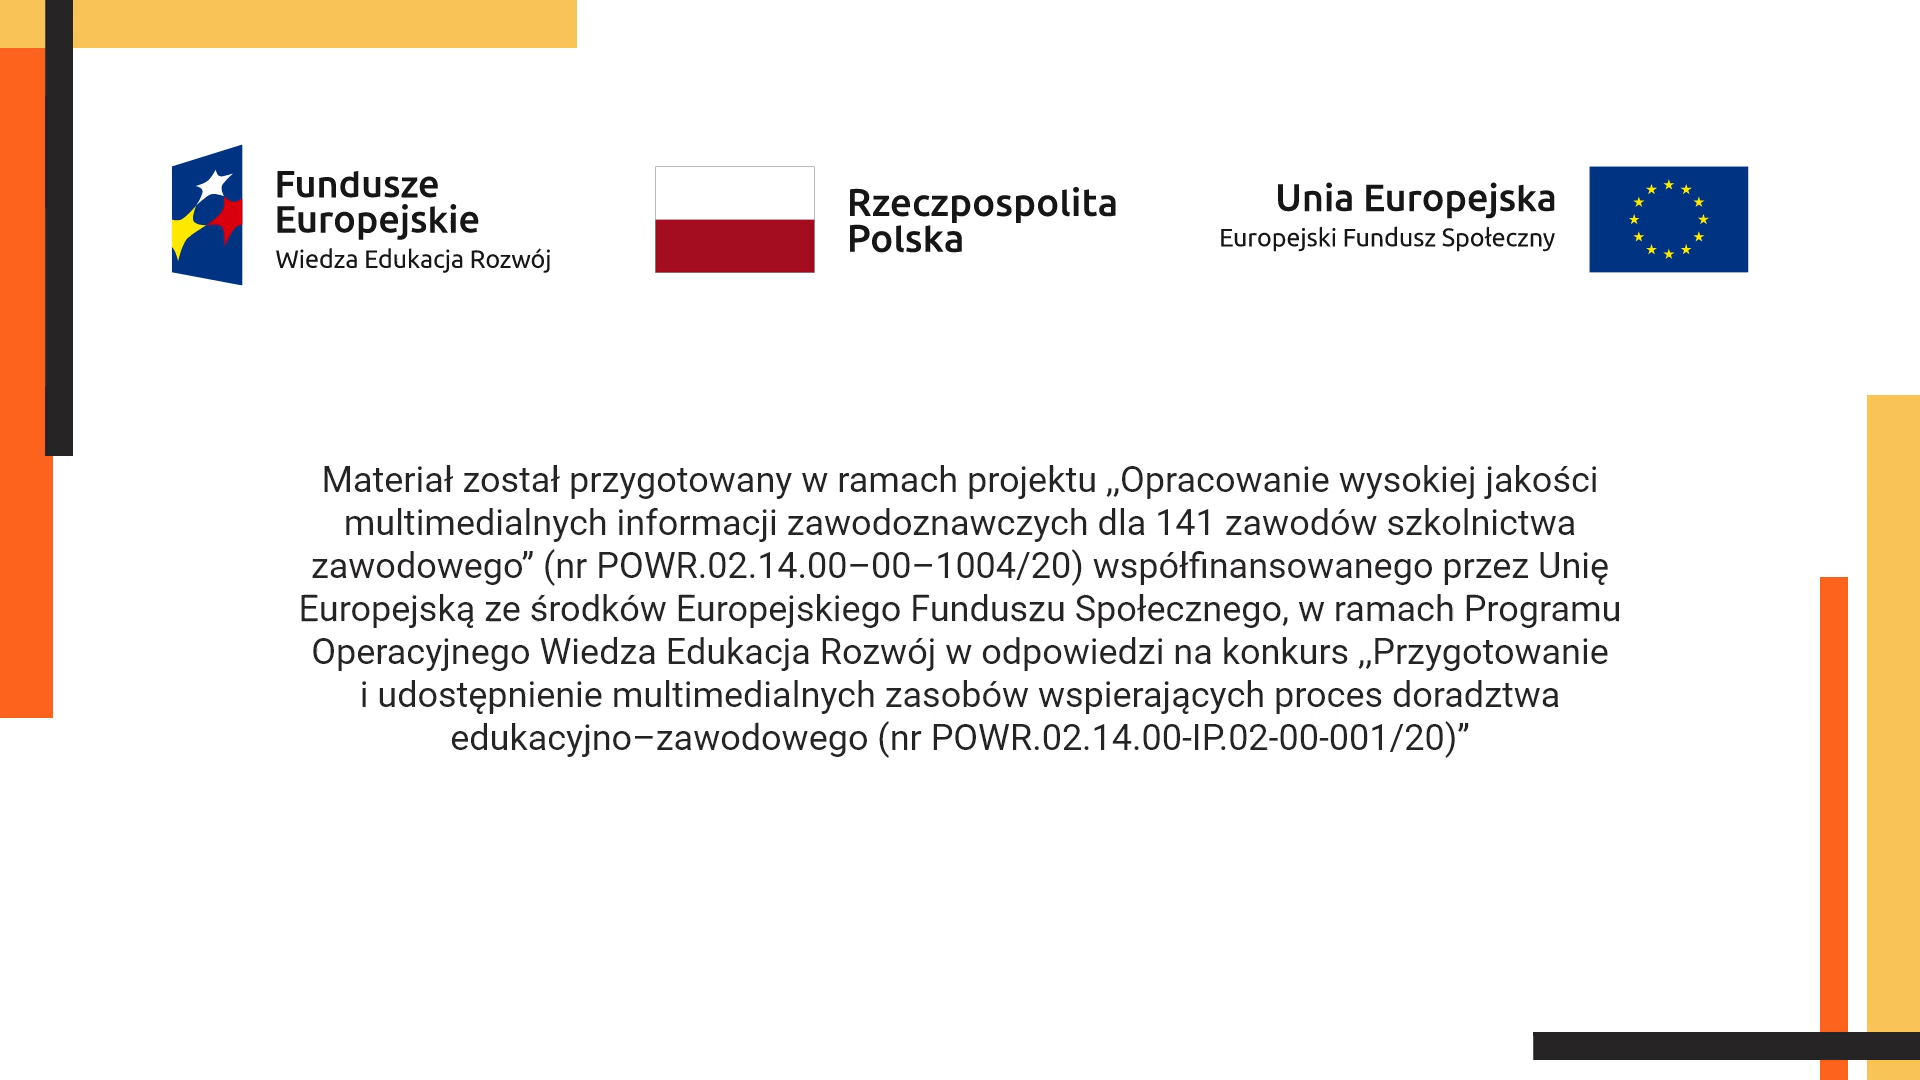 Fundusze
Europejskie
Wiedza Edukacja Rozwój
Rzeczpospolita
Polska
Unia Europejska
Europejski Fundusz Społeczny
Materiał został przygotowany w ramach projektu ,,Opracowanie wysokiej jakości
multimedialnych informacji zawodoznawczych dla 141 zawodów szkolnictwa
zawodowego” (nr POWR.02.14.00–00–1004/20) współfinansowanego przez Unię
Europejską ze środków Europejskiego Funduszu Społecznego, w ramach Programu
Operacyjnego Wiedza Edukacja Rozwój w odpowiedzi na konkurs ,,Przygotowanie
i udostępnienie multimedialnych zasobów wspierających proces doradztwa
edukacyjno–zawodowego (nr POWR.02.14.00-IP.02-00-001/20)”